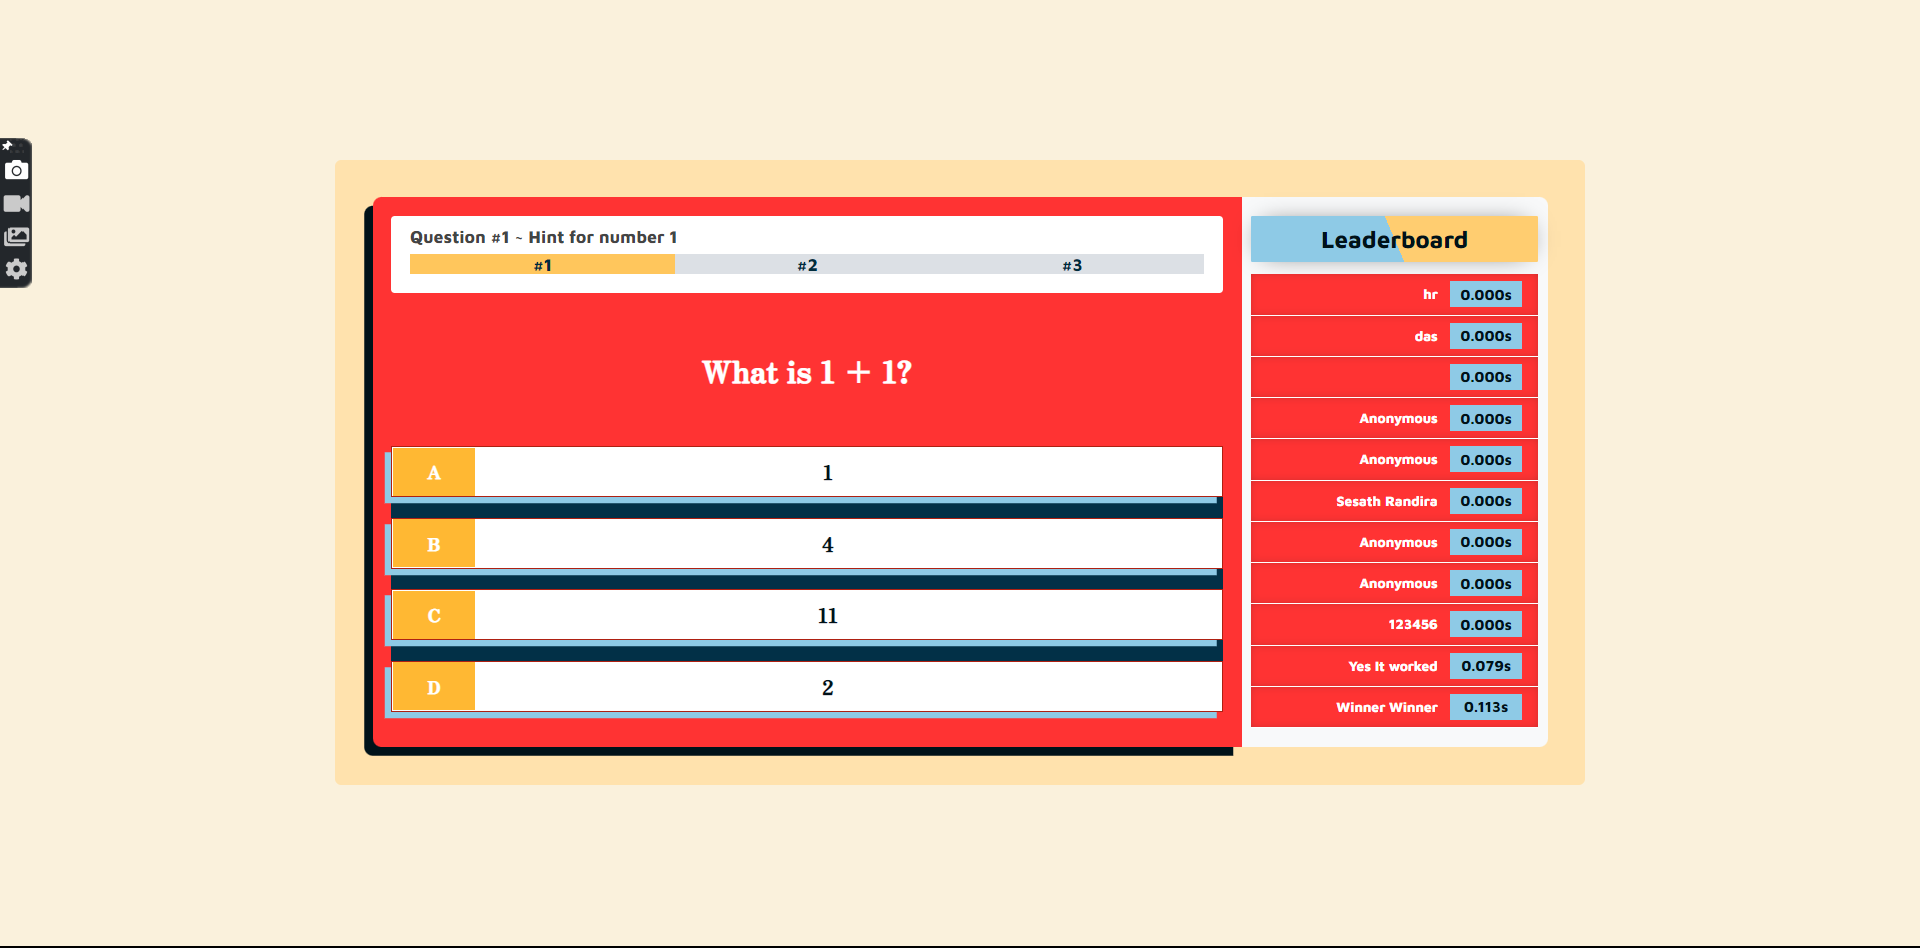 Question #1 ~ Hint for number 1
#1 #2 #3
What is 1 + 1?
A 1
B 4
C 11
D 2
Leaderboard
hr 0.000s
das 0.000s
0.000s
Anonymous 0.000s
Anonymous 0.000s
Sesath Randira 0.000s
Anonymous 0.000s
Anonymous 0.000s
123456 0.000s
Yes It worked 0.079s
Winner Winner 0.113s